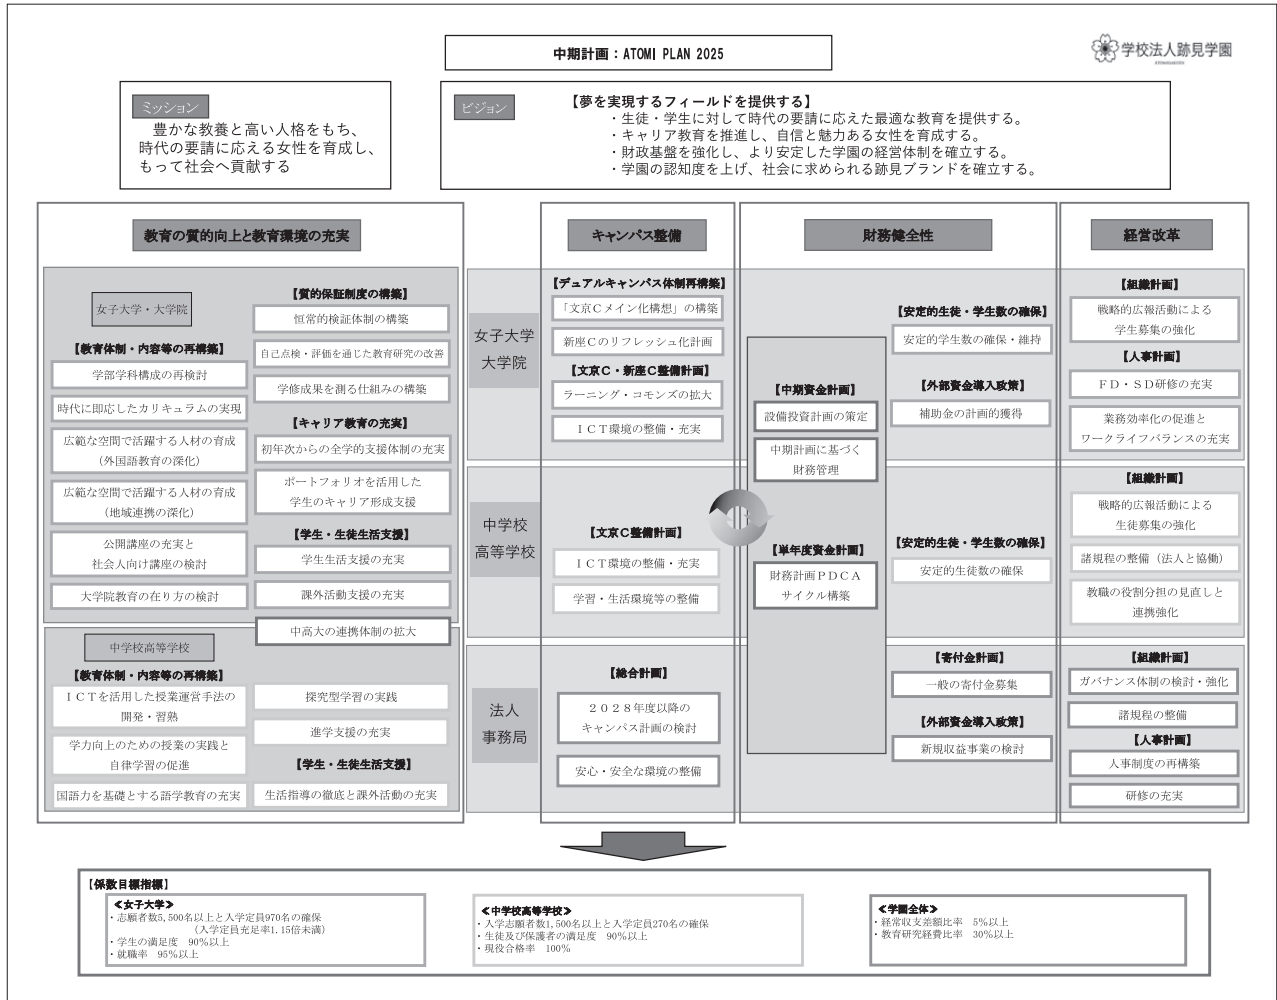 中期計画：ATOMI PLAN 2025
学校法人跡見学園
ミッション
豊かな教養と高い人格をもち、
時代の要請に応える女性を育成し、
もって社会へ貢献する
ビジョン
【夢を実現するフィールドを提供する】
・生徒・学生に対して時代の要請に応えた最適な教育を提供する。
・キャリア教育を推進し、自信と魅力ある女性を育成する。
・財政基盤を強化し、より安定した学園の経営体制を確立する。
・学園の認知度を上げ、社会に求められる跡見ブランドを確立する。
教育の質的向上と教育環境の充実
女子大学・大学院
【教育体制・内容等の再構築】
学部学科構成の再検討
時代に即応したカリキュラムの実現
広範な空間で活躍する人材の育成
（外国語教育の深化）
広範な空間で活躍する人材の育成
（地域連携の深化）
公開講座の充実と
社会人向け講座の検討
大学院教育の在り方の検討
【質的保証制度の構築】
恒常的検証体制の構築
自己点検・評価を通じた教育研究の改善
学修成果を測る仕組みの構築
【キャリア教育の充実】
初年次からの全学的支援体制の充実
ポートフォリオを活用した
学生のキャリア形成支援
【学生・生徒生活支援】
学生生活支援の充実
課外活動支援の充実
中高大の連携体制の拡大
中学校高等学校
【教育体制・内容等の再構築】
ＩＣＴを活用した授業運営手法の
開発・習熟
学力向上のための授業の実践と
自律学習の促進
国語力を基礎とする語学教育の充実
探究型学習の実践
進学支援の充実
【学生・生徒生活支援】
生活指導の徹底と課外活動の充実
女子大学
大学院
中学校
高等学校
法人
事務局
キャンパス整備
【デュアルキャンパス体制再構築】
「文京Ｃメイン化構想」の構築
新座Ｃのリフレッシュ化計画
【文京Ｃ・新座Ｃ整備計画】
ラーニング・コモンズの拡大
ＩＣＴ環境の整備・充実
【文京Ｃ整備計画】
ＩＣＴ環境の整備・充実
学習・生活環境等の整備
【総合計画】
２０２８年度以降の
キャンパス計画の検討
安心・安全な環境の整備
財務健全性
【中期資金計画】
設備投資計画の策定
中期計画に基づく
財務管理
【単年度資金計画】
財務計画ＰＤＣＡ
サイクル構築
【安定的生徒・学生数の確保】
安定的学生数の確保・維持
【外部資金導入政策】
補助金の計画的獲得
【安定的生徒・学生数の確保】
安定的生徒数の確保
【寄付金計画】
一般の寄付金募集
【外部資金導入政策】
新規収益事業の検討
経営改革
【組織計画】
戦略的広報活動による
学生募集の強化
【人事計画】
ＦＤ・ＳＤ研修の充実
業務効率化の促進と
ワークライフバランスの充実
【組織計画】
戦略的広報活動による
生徒募集の強化
諸規程の整備（法人と協働）
教職の役割分担の見直しと
連携強化
【組織計画】
ガバナンス体制の検討・強化
諸規程の整備
【人事計画】
人事制度の再構築
研修の充実
【係数目標指標】
≪女子大学≫
・志願者数5,500名以上と入学定員970名の確保
（入学定員充足率1.15倍未満）
・学生の満足度　90％以上
・就職率　95％以上
≪中学校高等学校≫
・入学志願者数1,500名以上と入学定員270名の確保
・生徒及び保護者の満足度　90％以上
・現役合格率　100％
≪学園全体≫
・経常収支差額比率　5％以上
・教育研究経費比率　30％以上